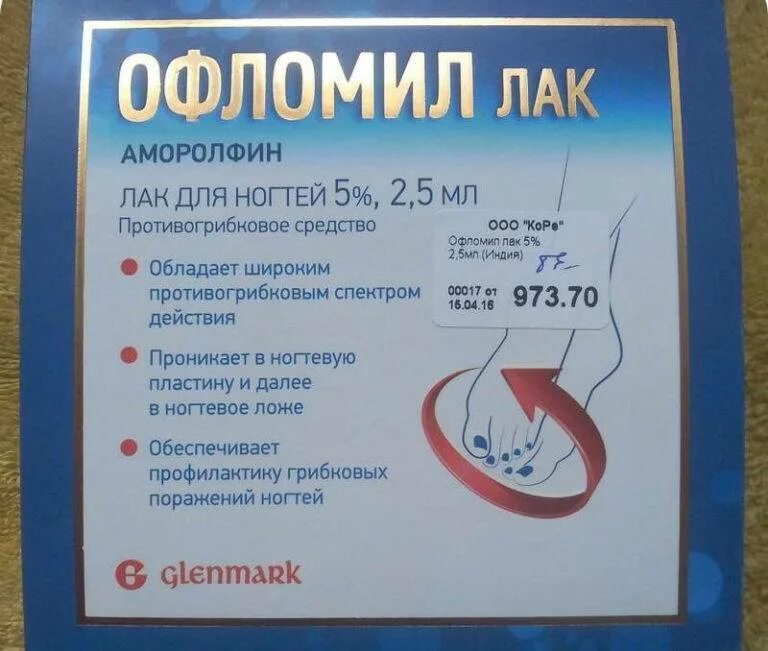 ОФЛОМИЛ ЛАК
АМОРОЛФИН
ЛАК ДЛЯ НОГТЕЙ 5%, 2,5 МЛ
Противогрибковое средство
ООО "КоРе"
Офломил лак 5%
2,5мл (Индия)
00017 от
15.04.16
973.70
Обладает широким
противогрибковым спектром
действия
Проникает в ногтевую
пластину и далее
в ногтевое ложе
Обеспечивает
профилактику грибковых
поражений ногтей
glenmark